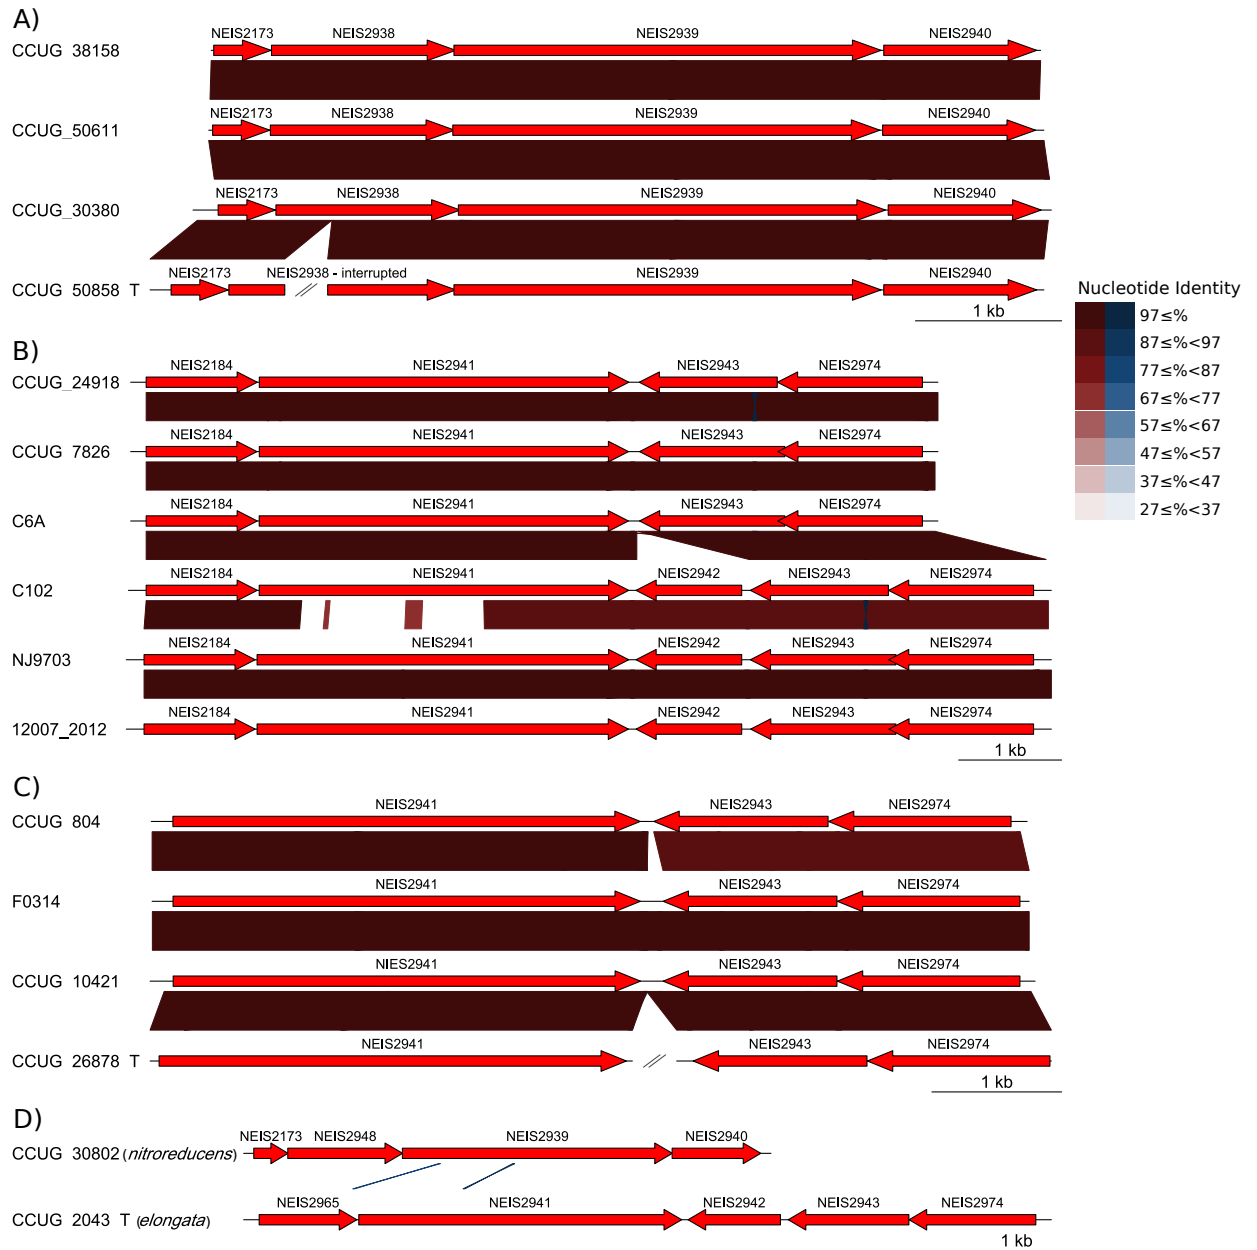 A)
NEIS2173 NEIS2938 NEIS2939 NEIS2940
CCUG 38158
NEIS2173 NEIS2938 NEIS2939 NEIS2940
CCUG_50611
NEIS2173 NEIS2938 NEIS2939 NEIS2940
CCUG_30380
NEIS2173 NEIS2938 - interrupted NEIS2939 NEIS2940
CCUG 50858 T
1 kb
Nucleotide Identity
97≤%
87≤%<97
77≤%<87
67≤%<77
57≤%<67
47≤%<57
37≤%<47
27≤%<37
B)
NEIS2184 NEIS2941 NEIS2943 NEIS2974
CCUG_24918
NEIS2184 NEIS2941 NEIS2943 NEIS2974
CCUG 7826
NEIS2184 NEIS2941 NEIS2943 NEIS2974
C6A
NEIS2184 NEIS2941 NEIS2942 NEIS2943 NEIS2974
C102
NEIS2184 NEIS2941 NEIS2942 NEIS2943 NEIS2974
NJ9703
NEIS2184 NEIS2941 NEIS2942 NEIS2943 NEIS2974
12007_2012
1 kb
C)
NEIS2941 NEIS2943 NEIS2974
CCUG 804
NEIS2941 NEIS2943 NEIS2974
F0314
NIES2941 NEIS2943 NEIS2974
CCUG 10421
NEIS2941 NEIS2943 NEIS2974
CCUG 26878 T
1 kb
D)
NEIS2173 NEIS2948 NEIS2939 NEIS2940
CCUG 30802 (nitroreducens)
NEIS2965 NEIS2941 NEIS2942 NEIS2943 NEIS2974
CCUG 2043 T (elongata)
1 kb